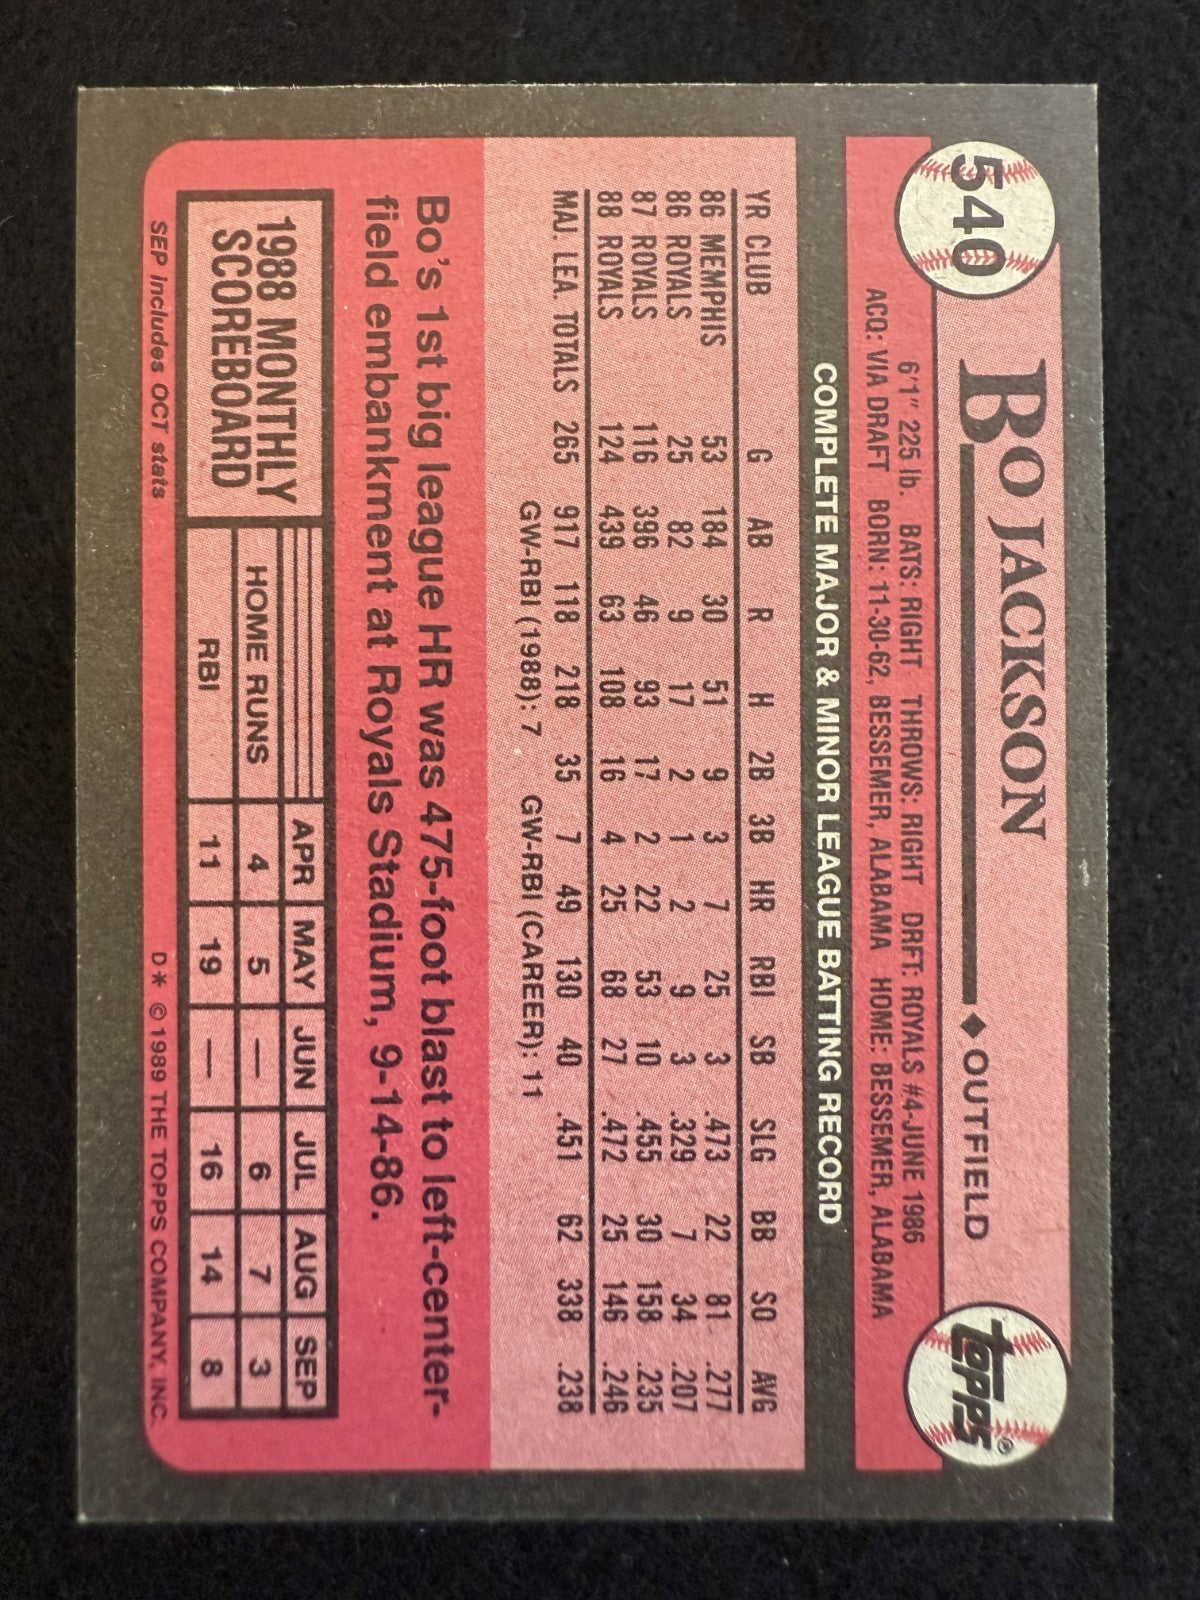 540
BO JACKSON ◆ OUTFIELD
topps®
6'1" 225 lb. BATS: RIGHT THROWS: RIGHT DRFT: ROYALS #4-JUNE 1986
ACQ: VIA DRAFT BORN: 11-30-62, BESSEMER, ALABAMA HOME: BESSEMER, ALABAMA
COMPLETE MAJOR & MINOR LEAGUE BATTING RECORD
YR CLUB G AB R H 2B 3B HR RBI SB SLG BB SO AVG
86 MEMPHIS 53 184 30 51 9 3 7 25 3 .473 22 81 .277
86 ROYALS 25 82 9 17 2 1 2 9 3 .329 7 34 .207
87 ROYALS 116 396 46 93 17 2 22 53 10 .455 30 158 .235
88 ROYALS 124 439 63 108 16 4 25 68 27 .472 25 146 .246
MAJ. LEA. TOTALS 265 917 118 218 35 7 49 130 40 .451 62 338 .238
GW-RBI (1988): 7 GW-RBI (CAREER): 11
Bo's 1st big league HR was 475-foot blast to left-center-
field embankment at Royals Stadium, 9-14-86.
1988 MONTHLY
SCOREBOARD
APR MAY JUN JUL AUG SEP
HOME RUNS 4 5 — 6 7 3
RBI 11 19 — 16 14 8
SEP includes OCT stats
D* ©1989 THE TOPPS COMPANY, INC.